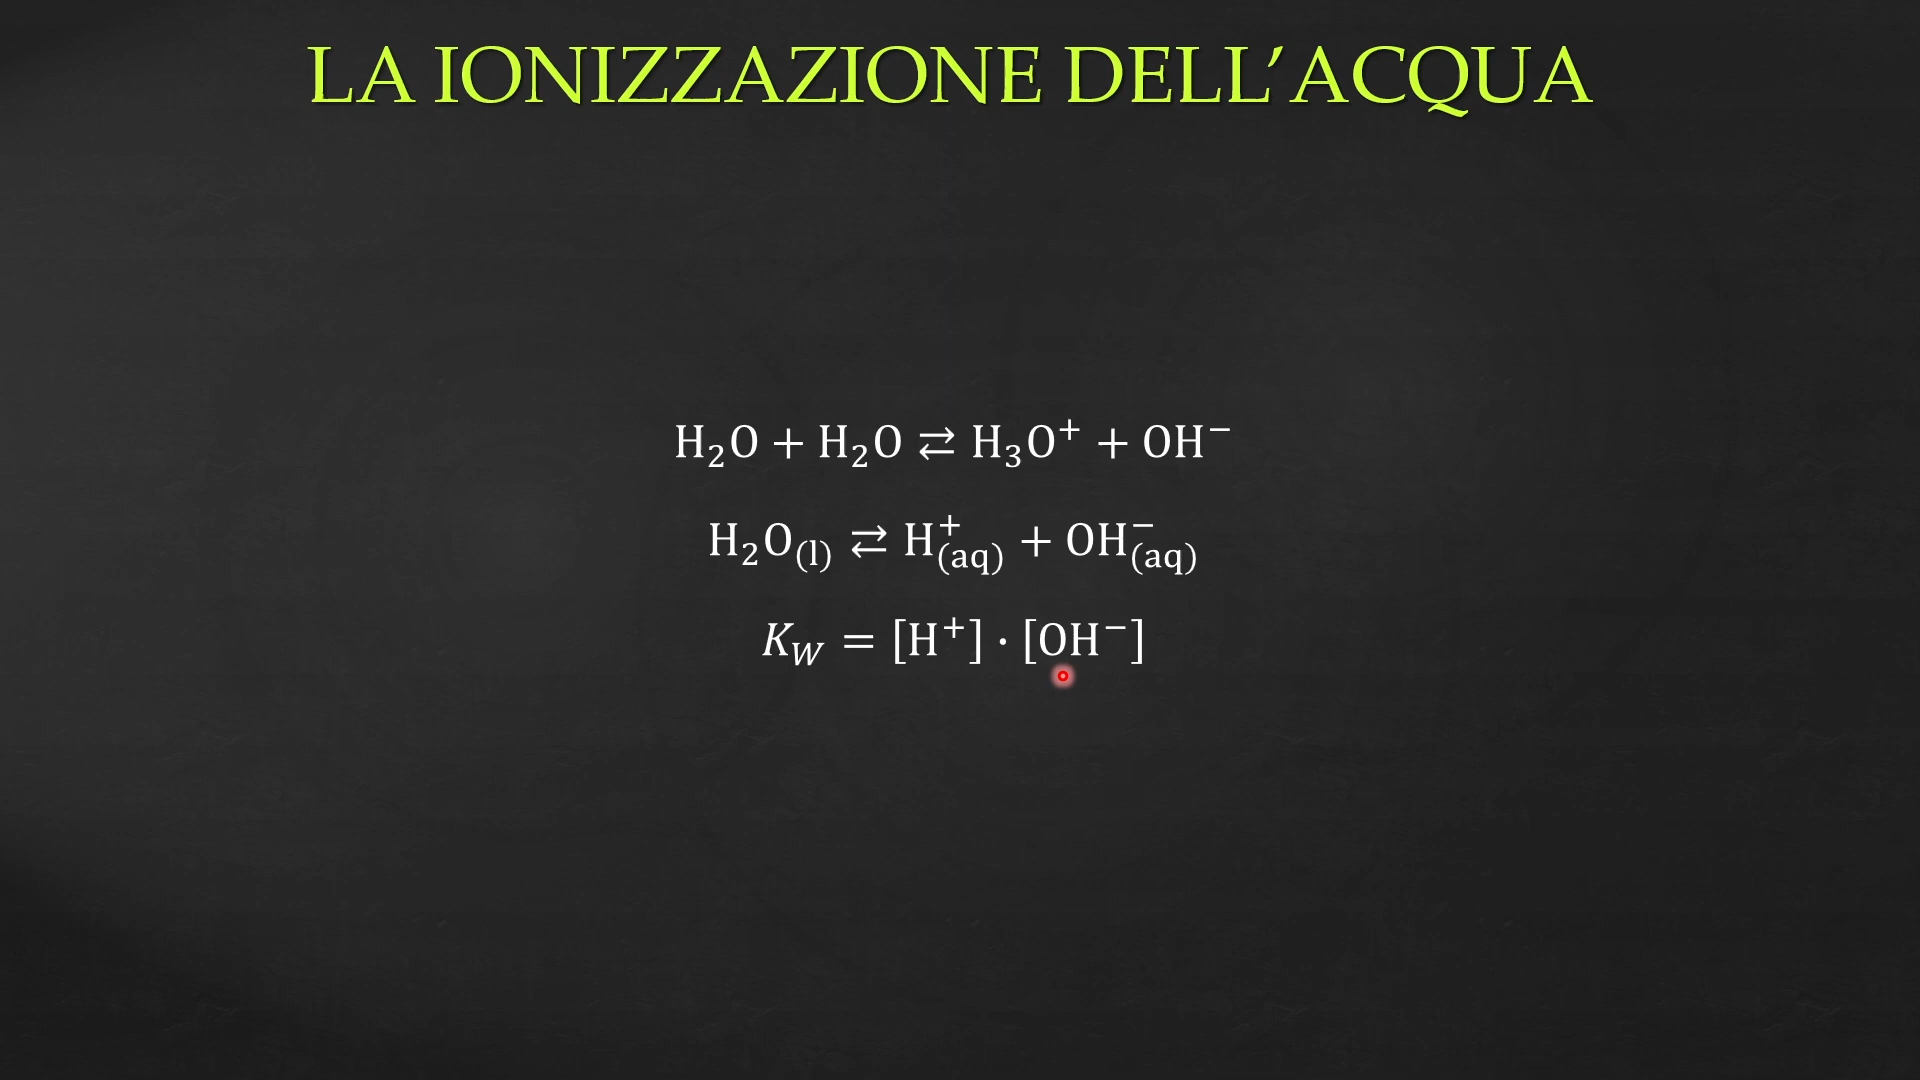 LA IONIZZAZIONE DELL’ACQUA
H₂O + H₂O ⇄ H₃O⁺ + OH⁻
H₂O₍l₎ ⇄ H⁺(aq) + OH⁻(aq)
K_W = [H⁺] · [OH⁻]